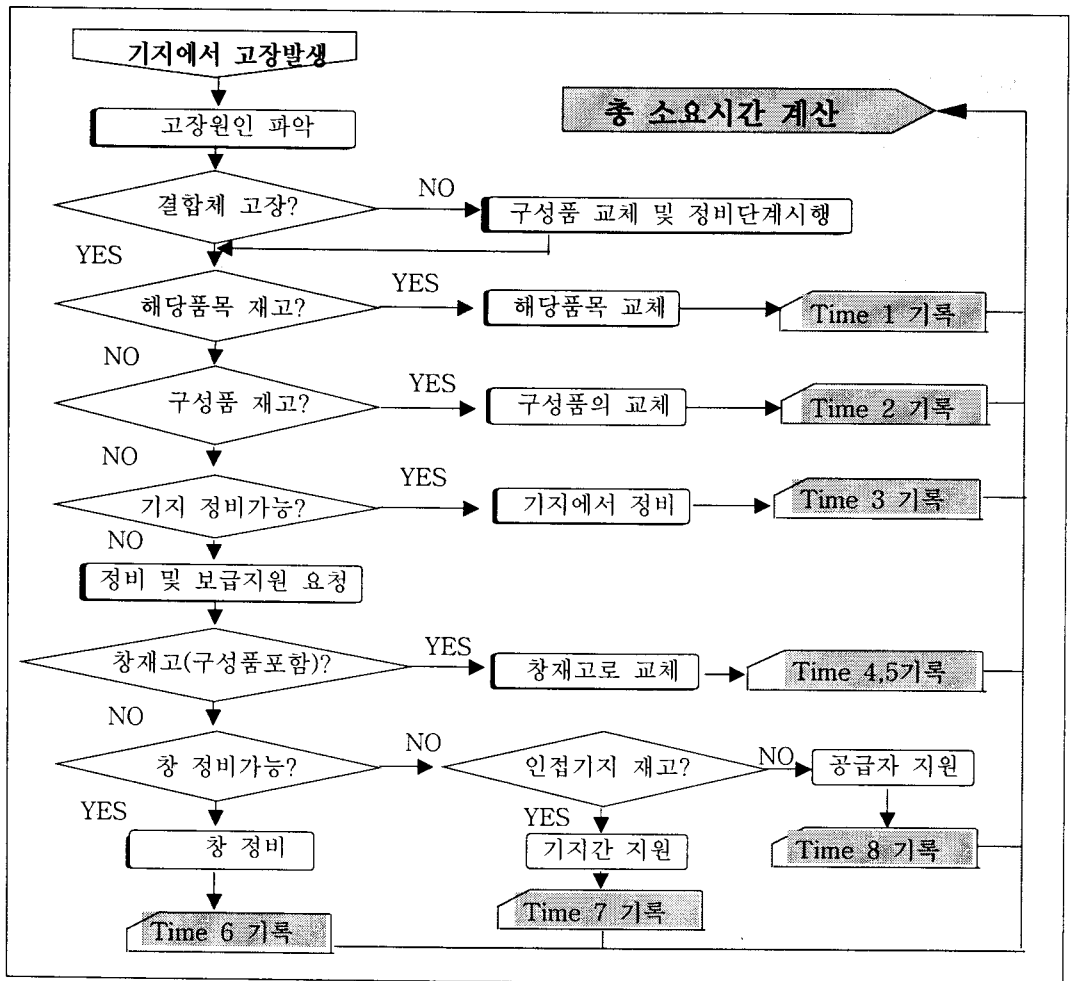 기지에서 고장발생
총 소요시간 계산
고장원인 파악
결합체 고장?
NO
구성품 교체 및 정비단계시행
YES
해당품목 재고?
YES
해당품목 교체
Time 1 기록
NO
구성품 재고?
YES
구성품의 교체
Time 2 기록
NO
기지 정비가능?
YES
기지에서 정비
Time 3 기록
NO
정비 및 보급지원 요청
창재고(구성품포함)?
YES
창재고로 교체
Time 4,5기록
NO
창 정비가능?
NO
인접기지 재고?
NO
공급자 지원
YES
창 정비
YES
기지간 지원
Time 8 기록
Time 6 기록
Time 7 기록